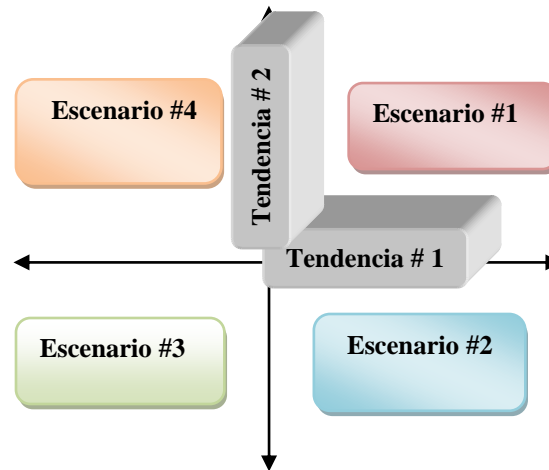 Escenario #4
Tendencia # 2
Escenario #1
Tendencia # 1
Escenario #3
Escenario #2